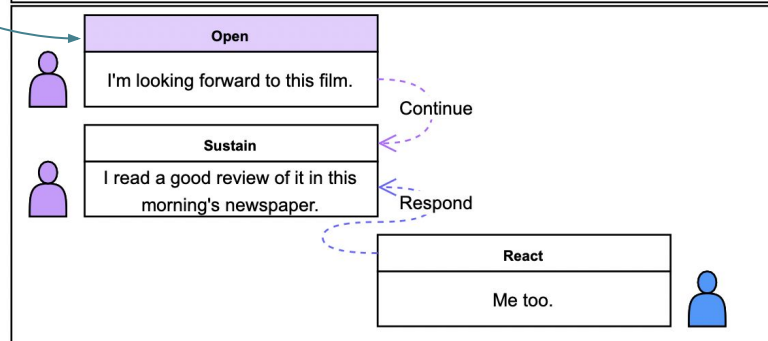 Open
I'm looking forward to this film.
Continue
Sustain
I read a good review of it in this
morning's newspaper.
Respond
React
Me too.